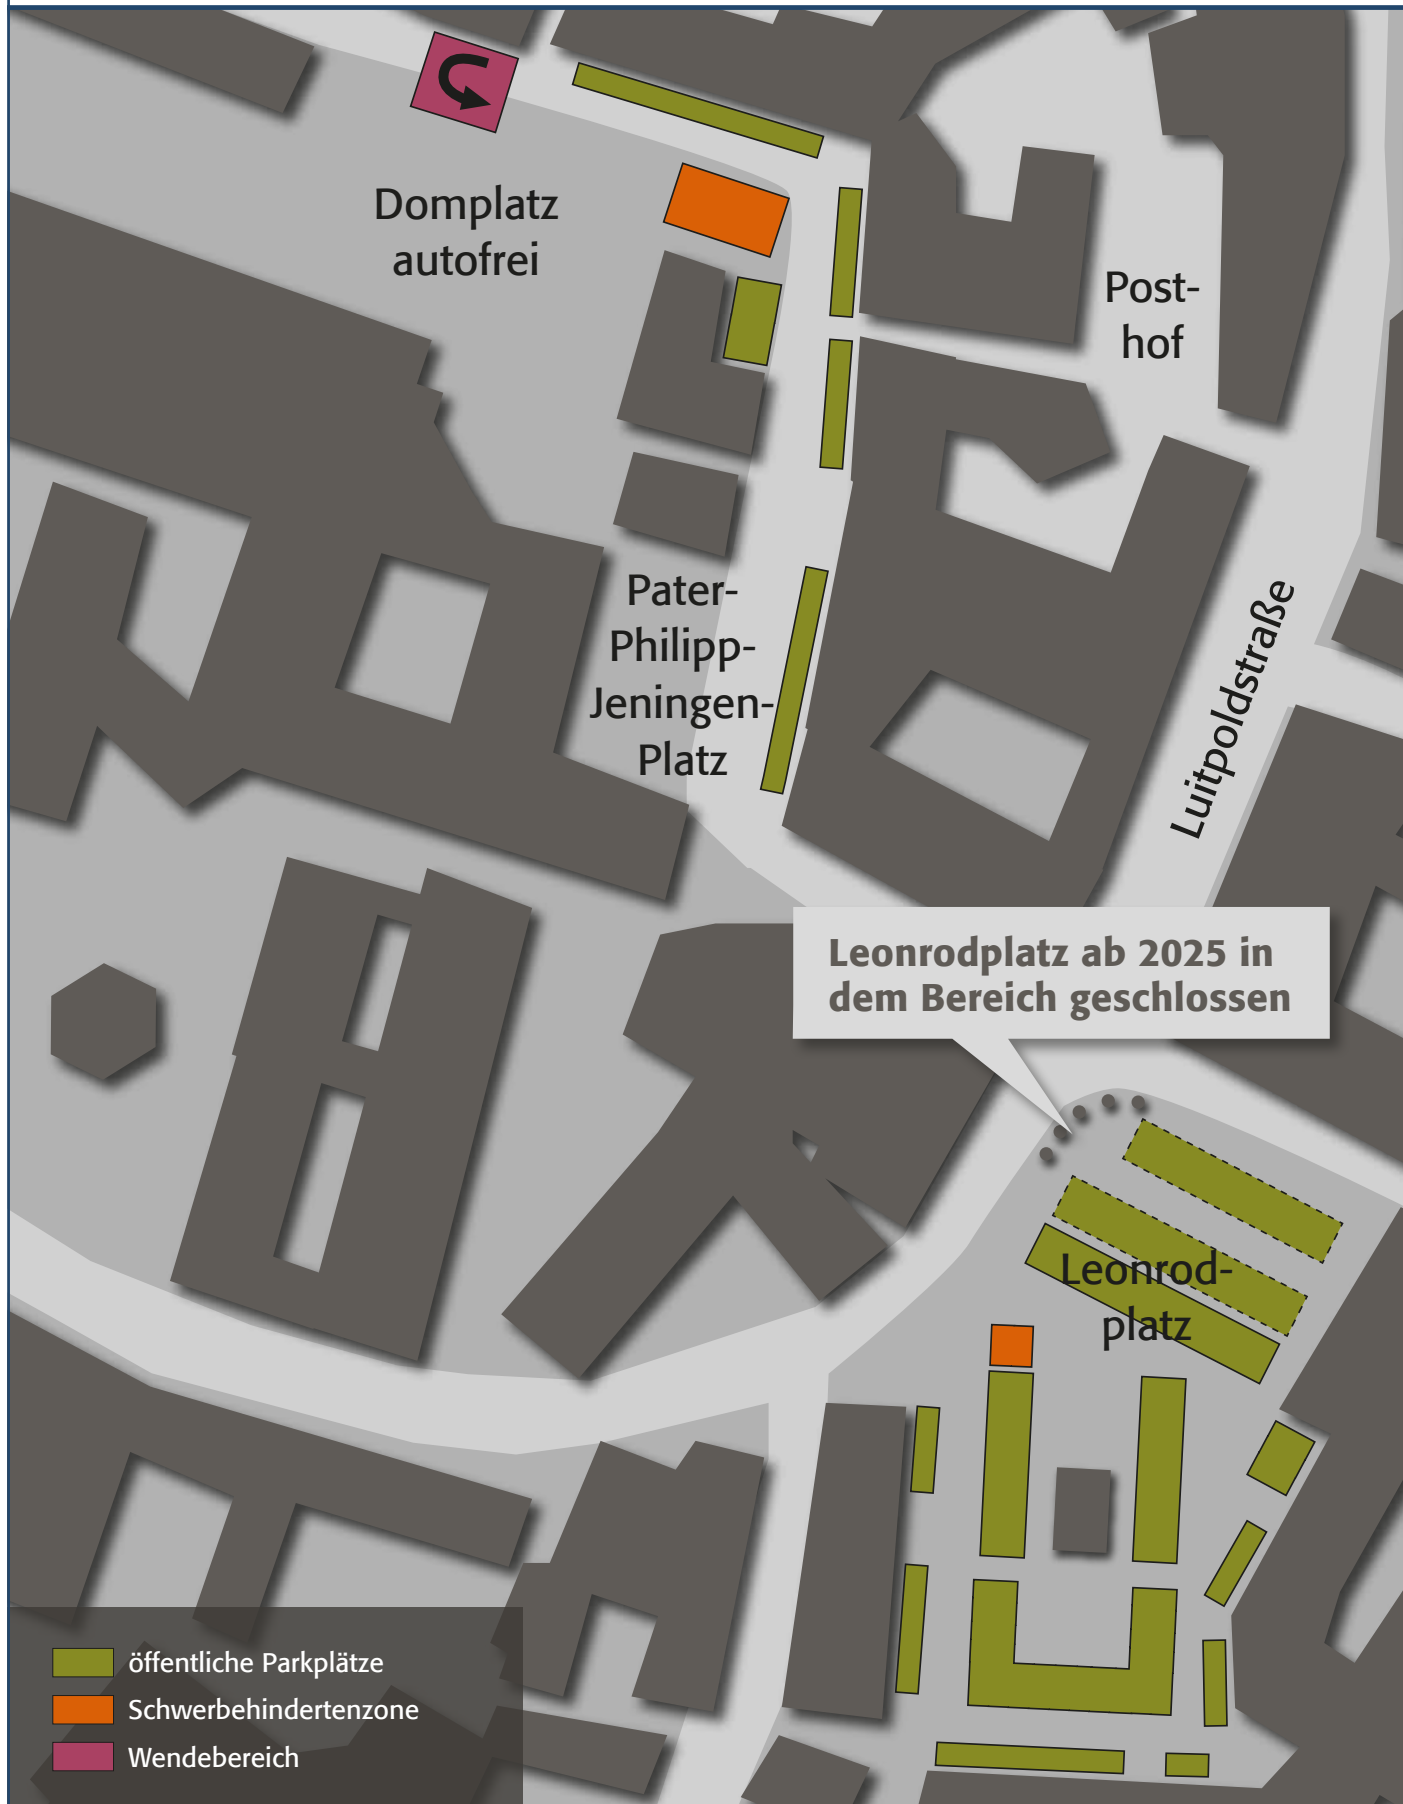 Domplatz
autofrei
Post-
hof
Pater-
Philipp-
Jeningen-
Platz
Luitpoldstraße
Leonrodplatz ab 2025 in
dem Bereich geschlossen
Leonrod-
platz
öffentliche Parkplätze
Schwerbehindertenzone
Wendebereich